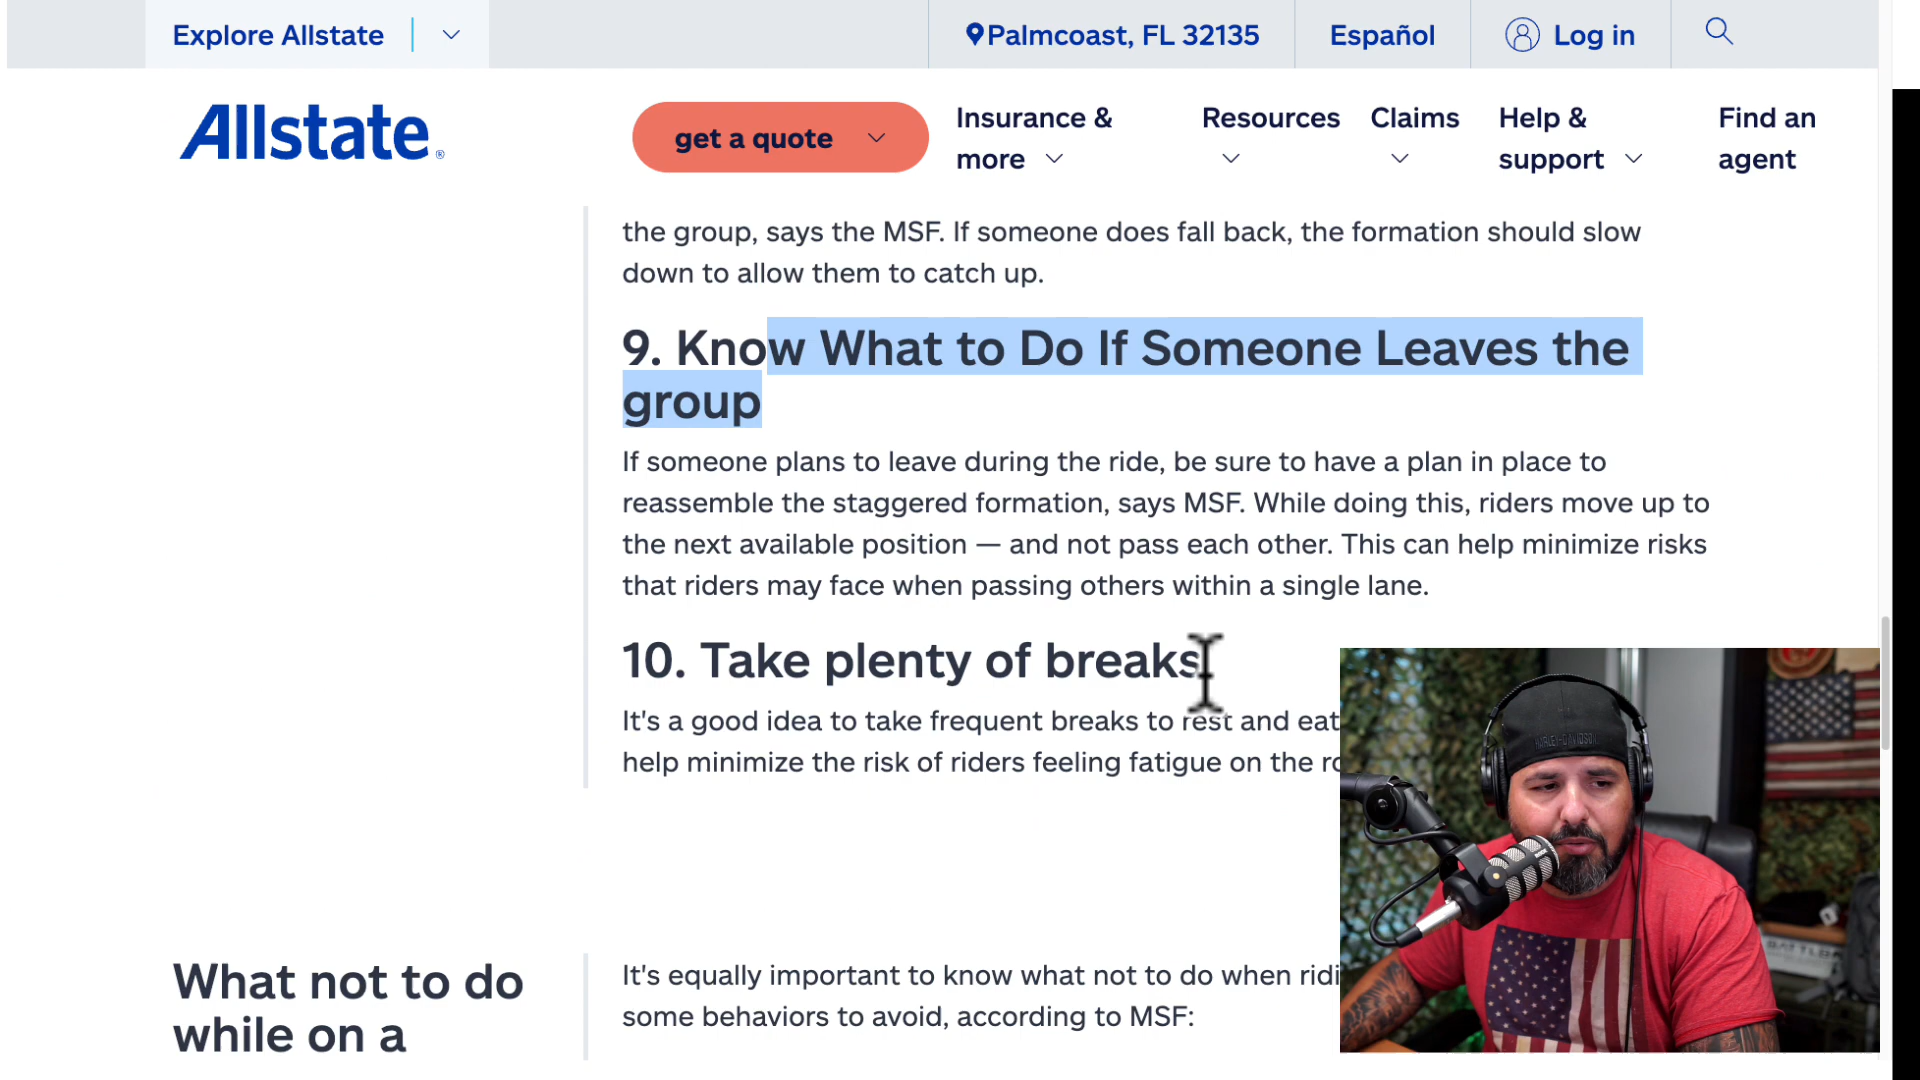 Explore Allstate
Palmcoast, FL 32135
Español
Log in
Allstate®
get a quote
Insurance & more
Resources
Claims
Help & support
Find an agent
the group, says the MSF. If someone does fall back, the formation should slow
down to allow them to catch up.
9. Know What to Do If Someone Leaves the
group
If someone plans to leave during the ride, be sure to have a plan in place to
reassemble the staggered formation, says MSF. While doing this, riders move up to
the next available position — and not pass each other. This can help minimize risks
that riders may face when passing others within a single lane.
10. Take plenty of breaks
It's a good idea to take frequent breaks to rest and eat
help minimize the risk of riders feeling fatigue on the
HARLEY-DAVIDSON
What not to do
while on a
It's equally important to know what not to do when
some behaviors to avoid, according to MSF: